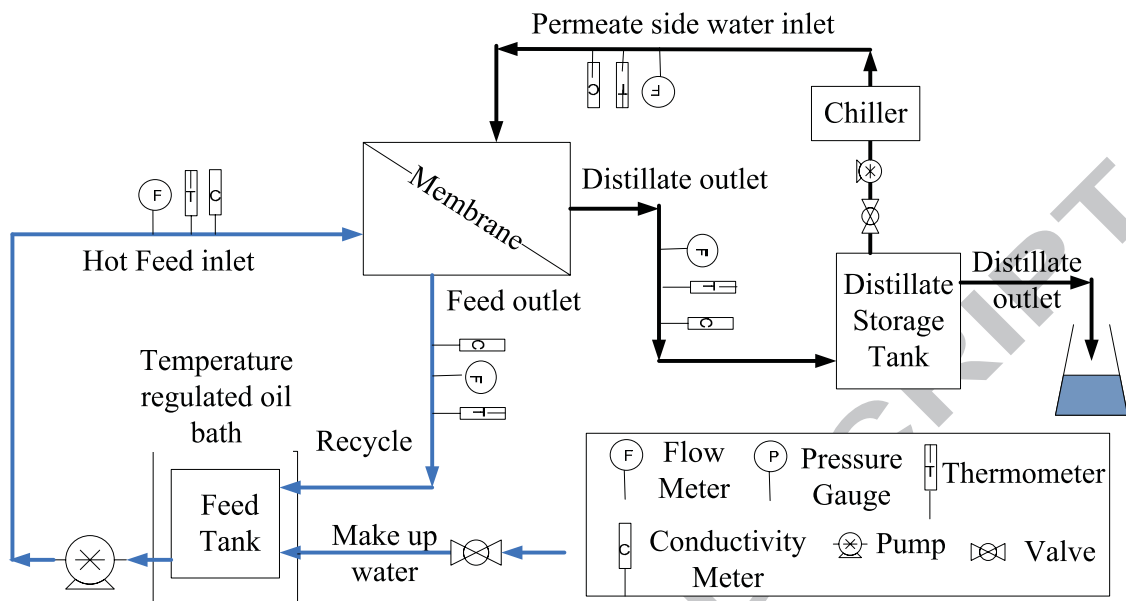 Permeate side water inlet
C
T
F
Chiller
Membrane
Distillate outlet
F
T
C
Hot Feed inlet
F
T
C
Feed outlet
C
F
T
Distillate
Storage
Tank
Distillate
outlet
Temperature
regulated oil
bath
Recycle
Feed
Tank
Make up
water
F
Flow
Meter
P
Pressure
Gauge
T
Thermometer
C
Conductivity
Meter
Pump
Valve
SCRIPT